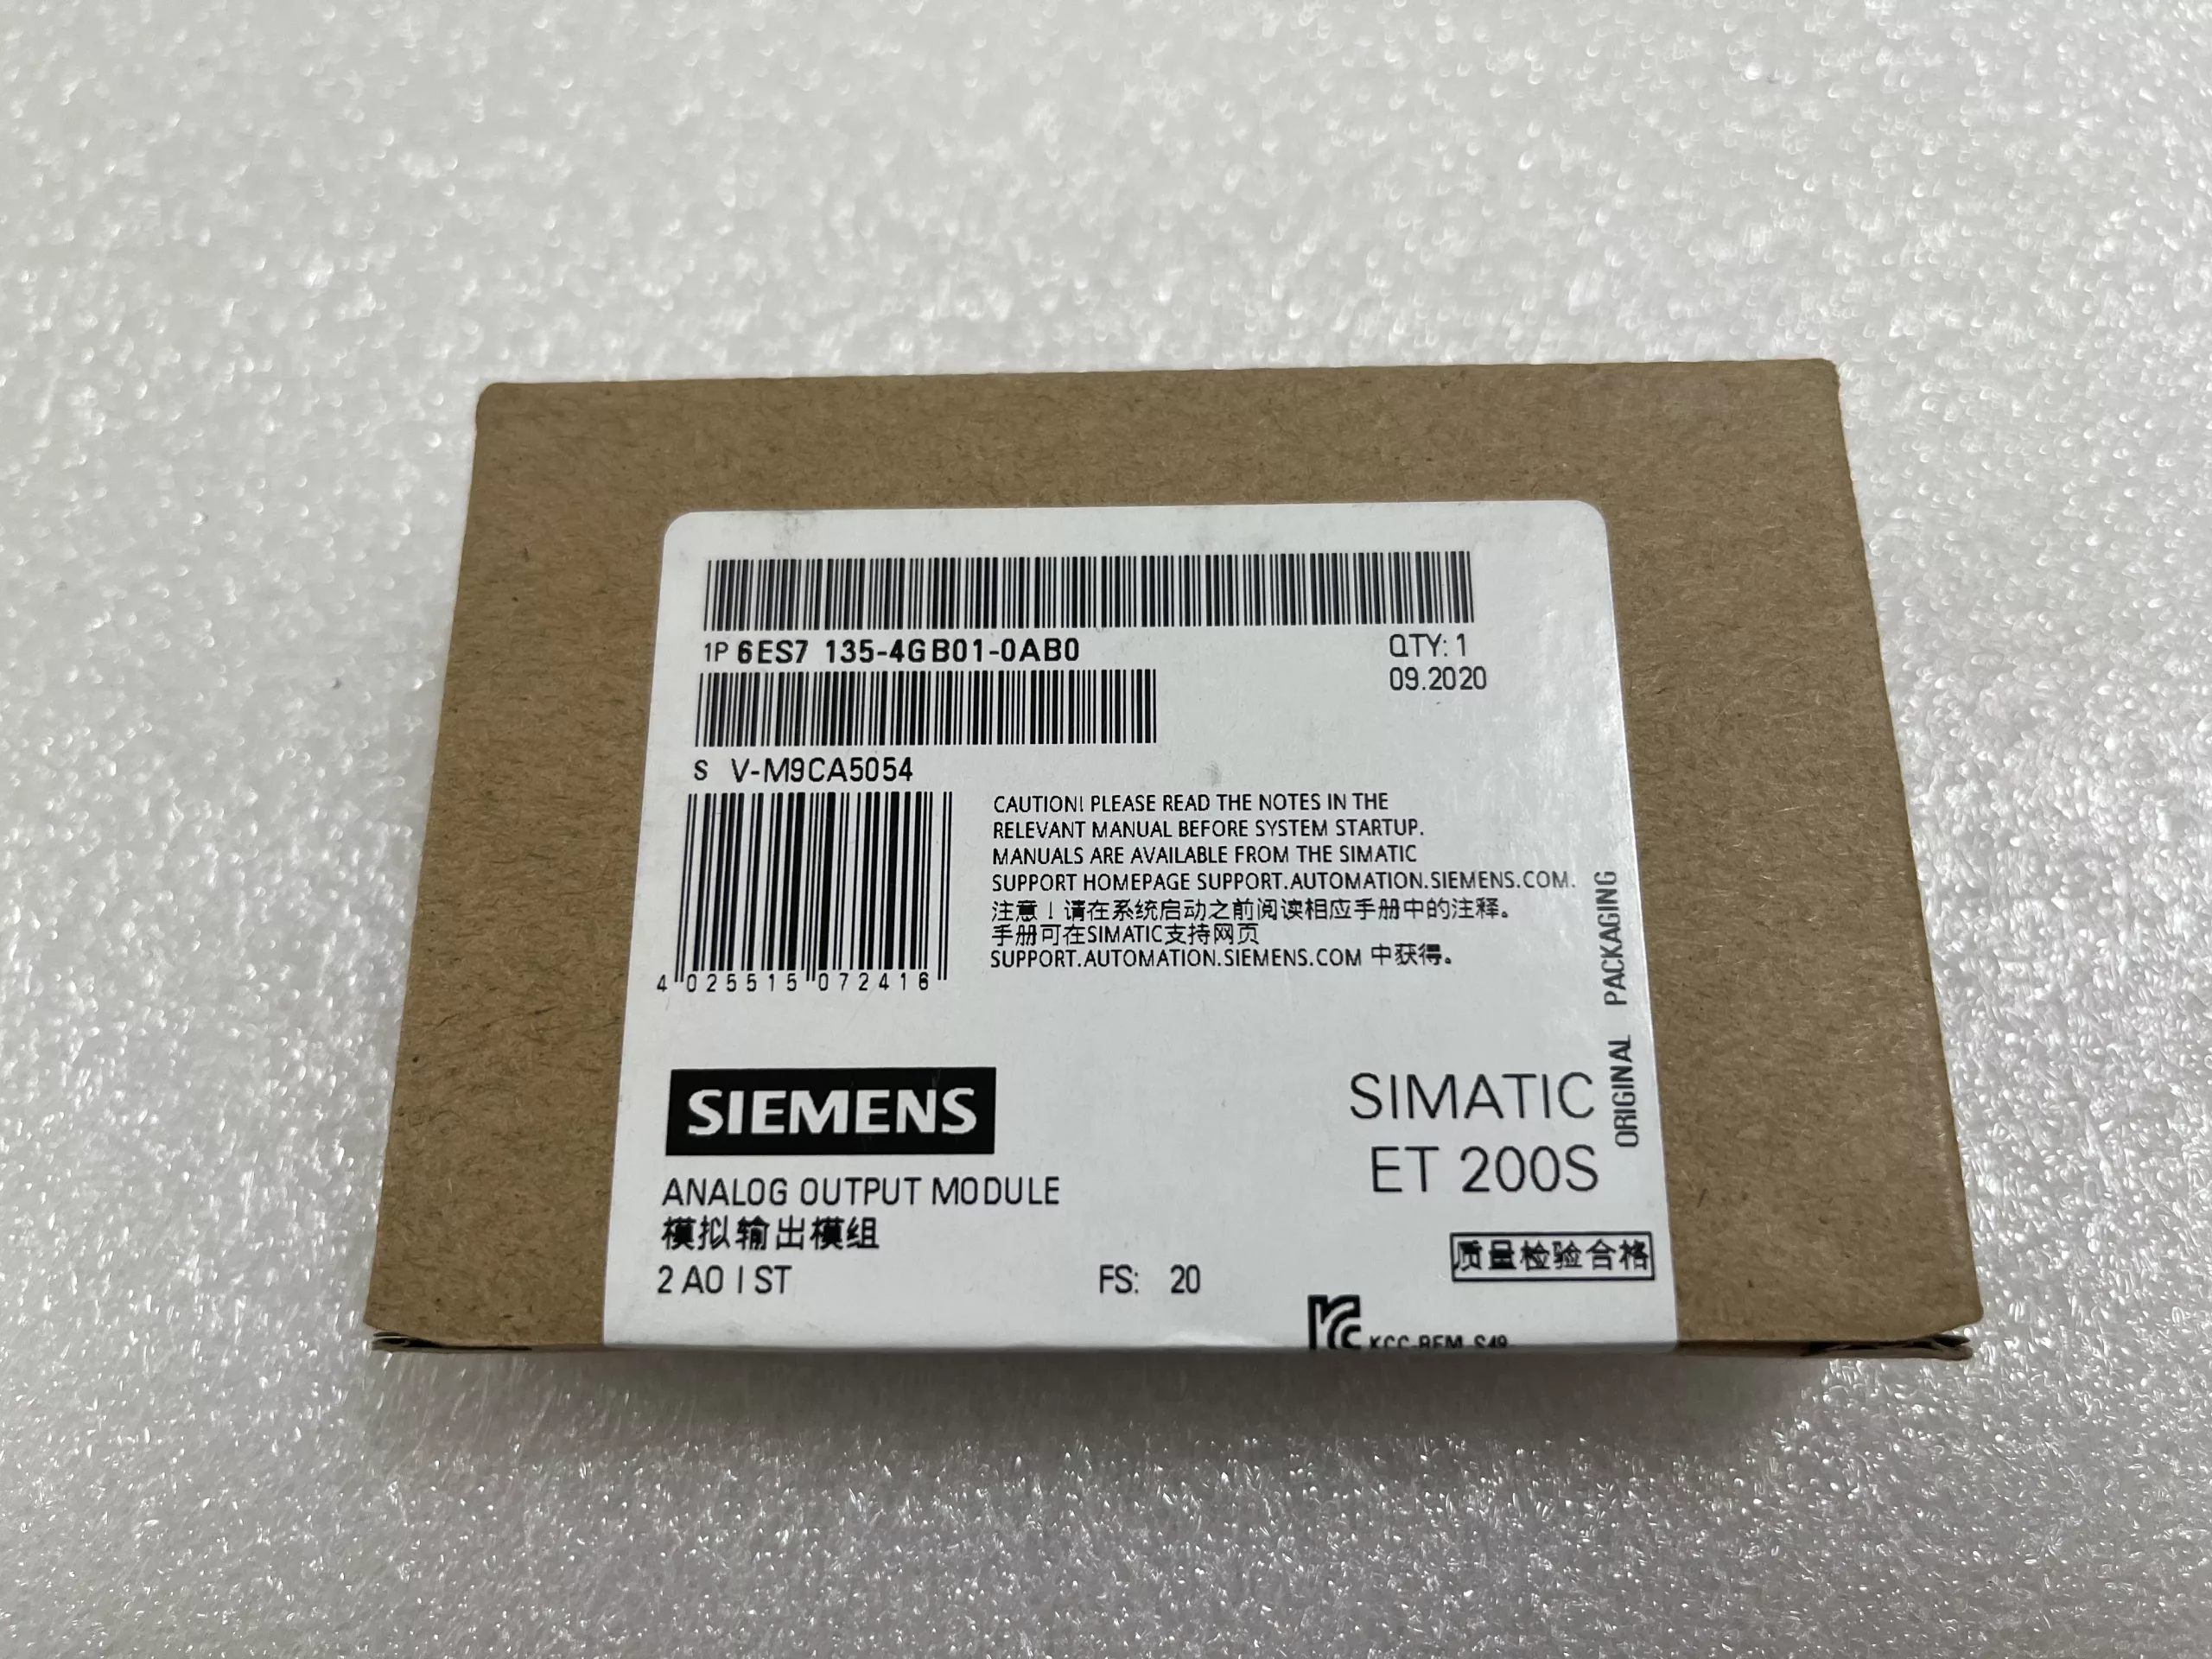 1P 6ES7 135-4GB01-0AB0
QTY: 1
09.2020
S V-M9CA5054
4 025515 072416
CAUTION! PLEASE READ THE NOTES IN THE
RELEVANT MANUAL BEFORE SYSTEM STARTUP.
MANUALS ARE AVAILABLE FROM THE SIMATIC
SUPPORT HOMEPAGE SUPPORT.AUTOMATION.SIEMENS.COM.
注意！请在系统启动之前阅读相应手册中的注释。
手册可在SIMATIC支持网页
SUPPORT.AUTOMATION.SIEMENS.COM 中获得。
ORIGINAL PACKAGING
SIEMENS
SIMATIC
ET 200S
ANALOG OUTPUT MODULE
模拟输出模组
2 AO I ST
FS: 20
质量检验合格
KCC-REM-S49-